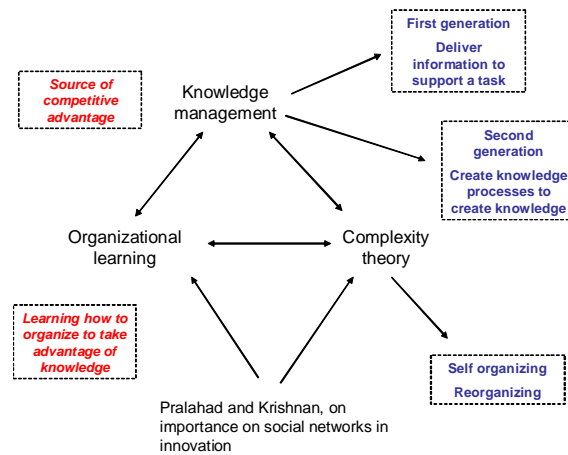 First generation
Deliver
information to
support a task
Source of
competitive
advantage
Knowledge
management
Second
generation
Create knowledge
processes to
create knowledge
Organizational
learning
Complexity
theory
Learning how to
organize to take
advantage of
knowledge
Self organizing
Reorganizing
Pralahad and Krishnan, on
importance on social networks in
innovation